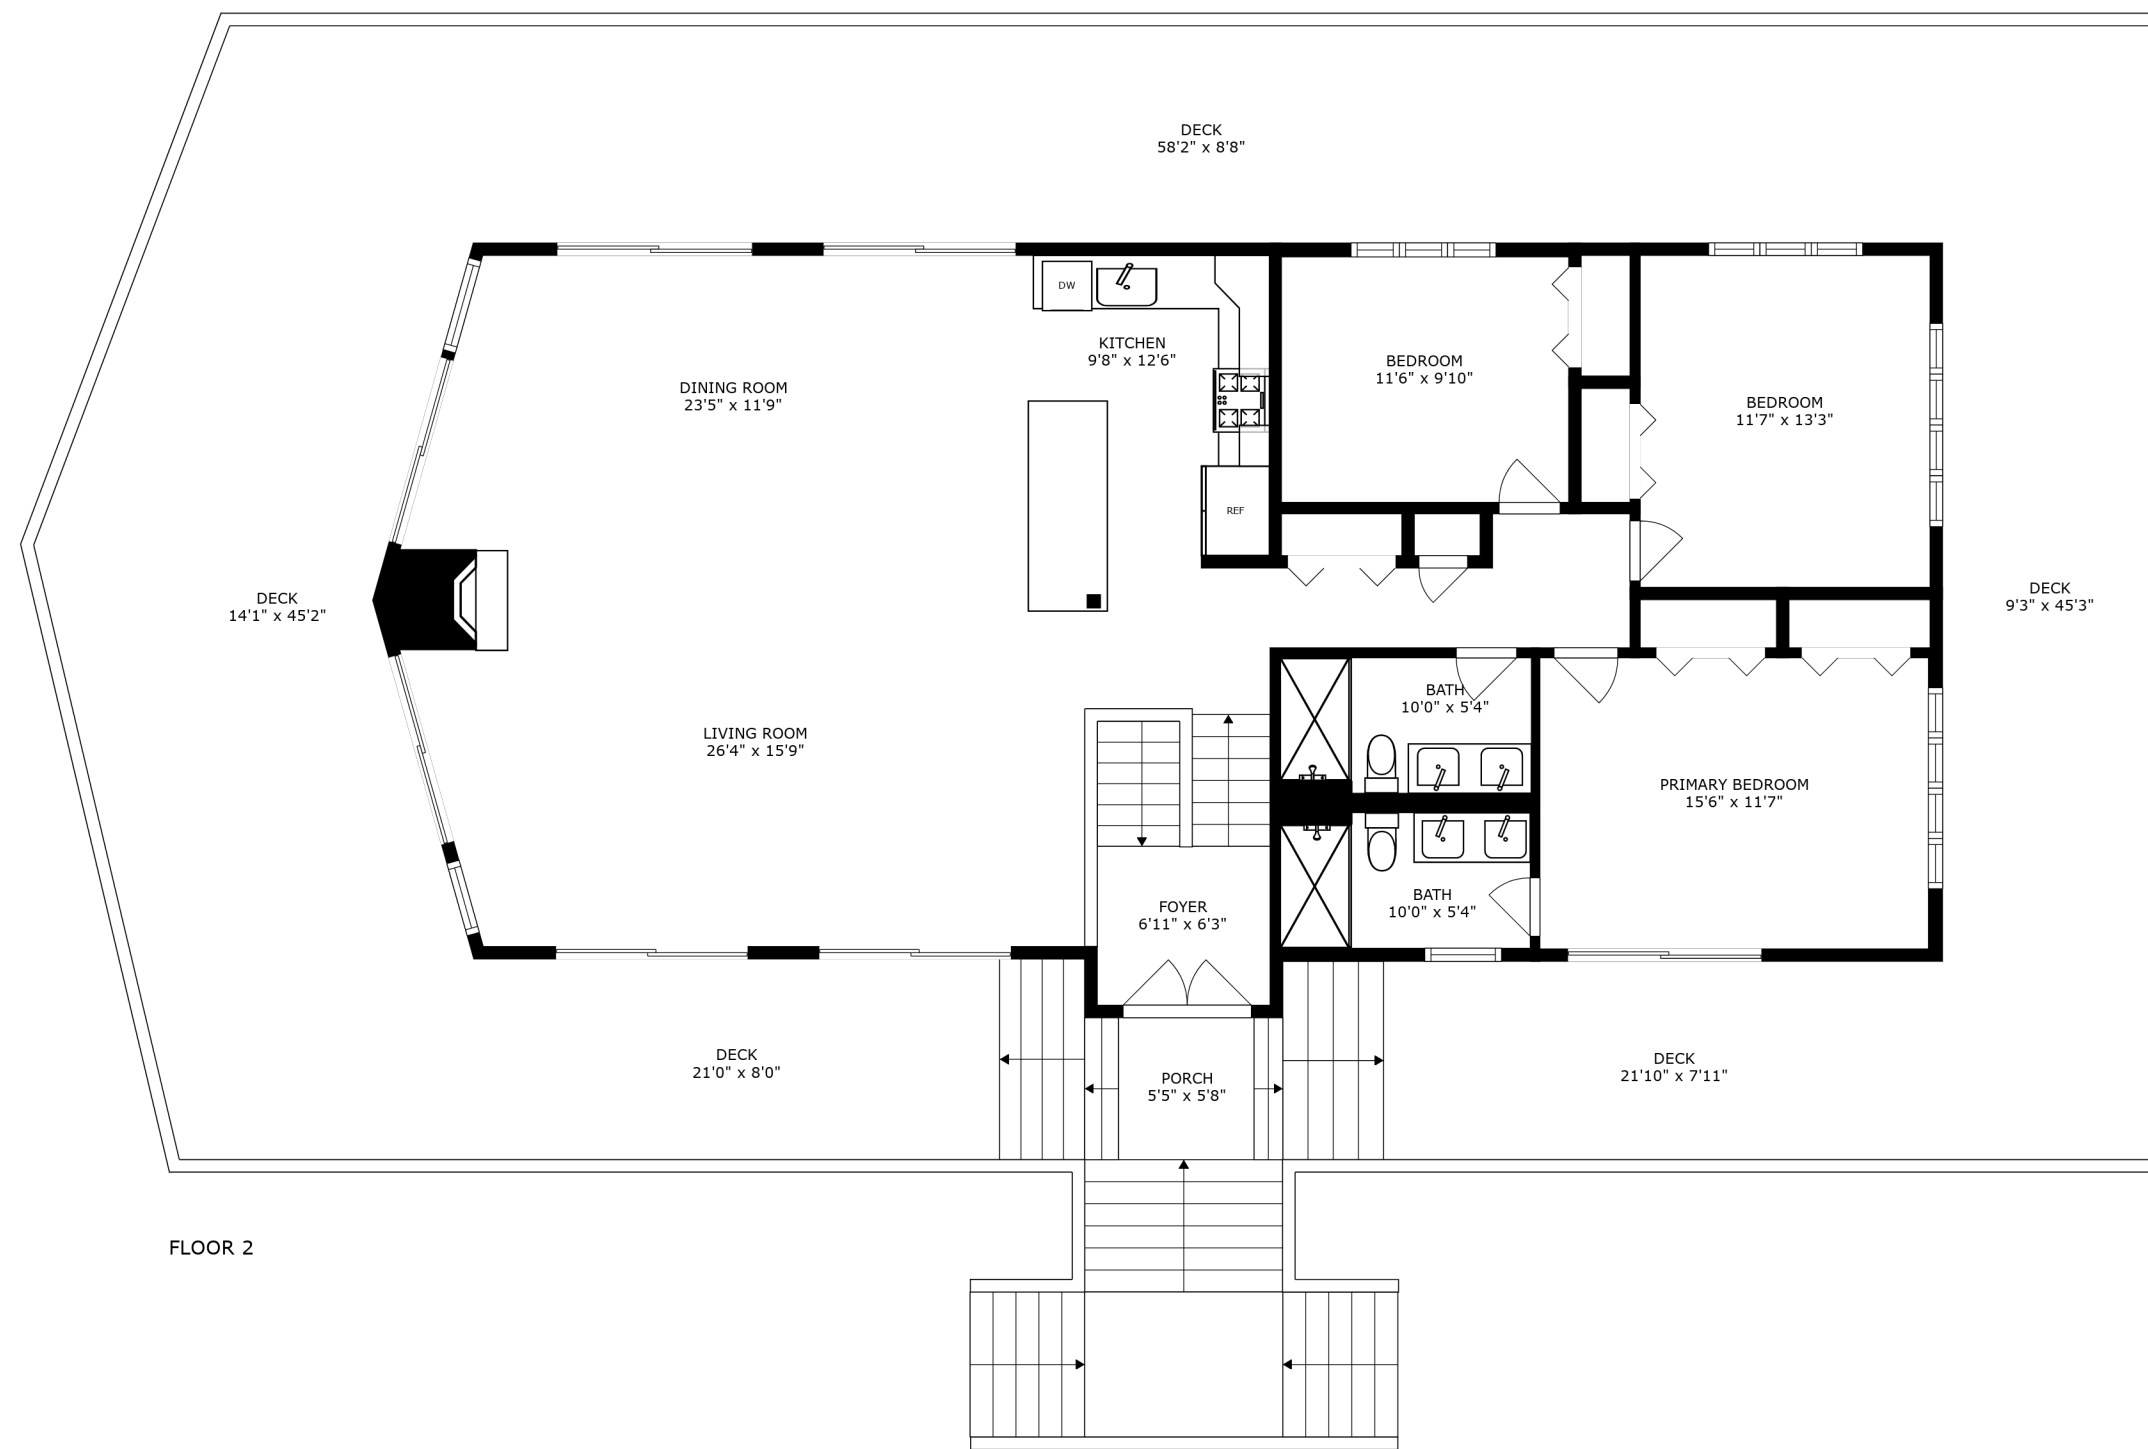 DECK
58'2" x 8'8"
DW
KITCHEN
9'8" x 12'6"
BEDROOM
11'6" x 9'10"
DINING ROOM
23'5" x 11'9"
BEDROOM
11'7" x 13'3"
REF
DECK
14'1" x 45'2"
DECK
9'3" x 45'3"
BATH
10'0" x 5'4"
LIVING ROOM
26'4" x 15'9"
PRIMARY BEDROOM
15'6" x 11'7"
BATH
10'0" x 5'4"
FOYER
6'11" x 6'3"
DECK
21'0" x 8'0"
PORCH
5'5" x 5'8"
DECK
21'10" x 7'11"
FLOOR 2